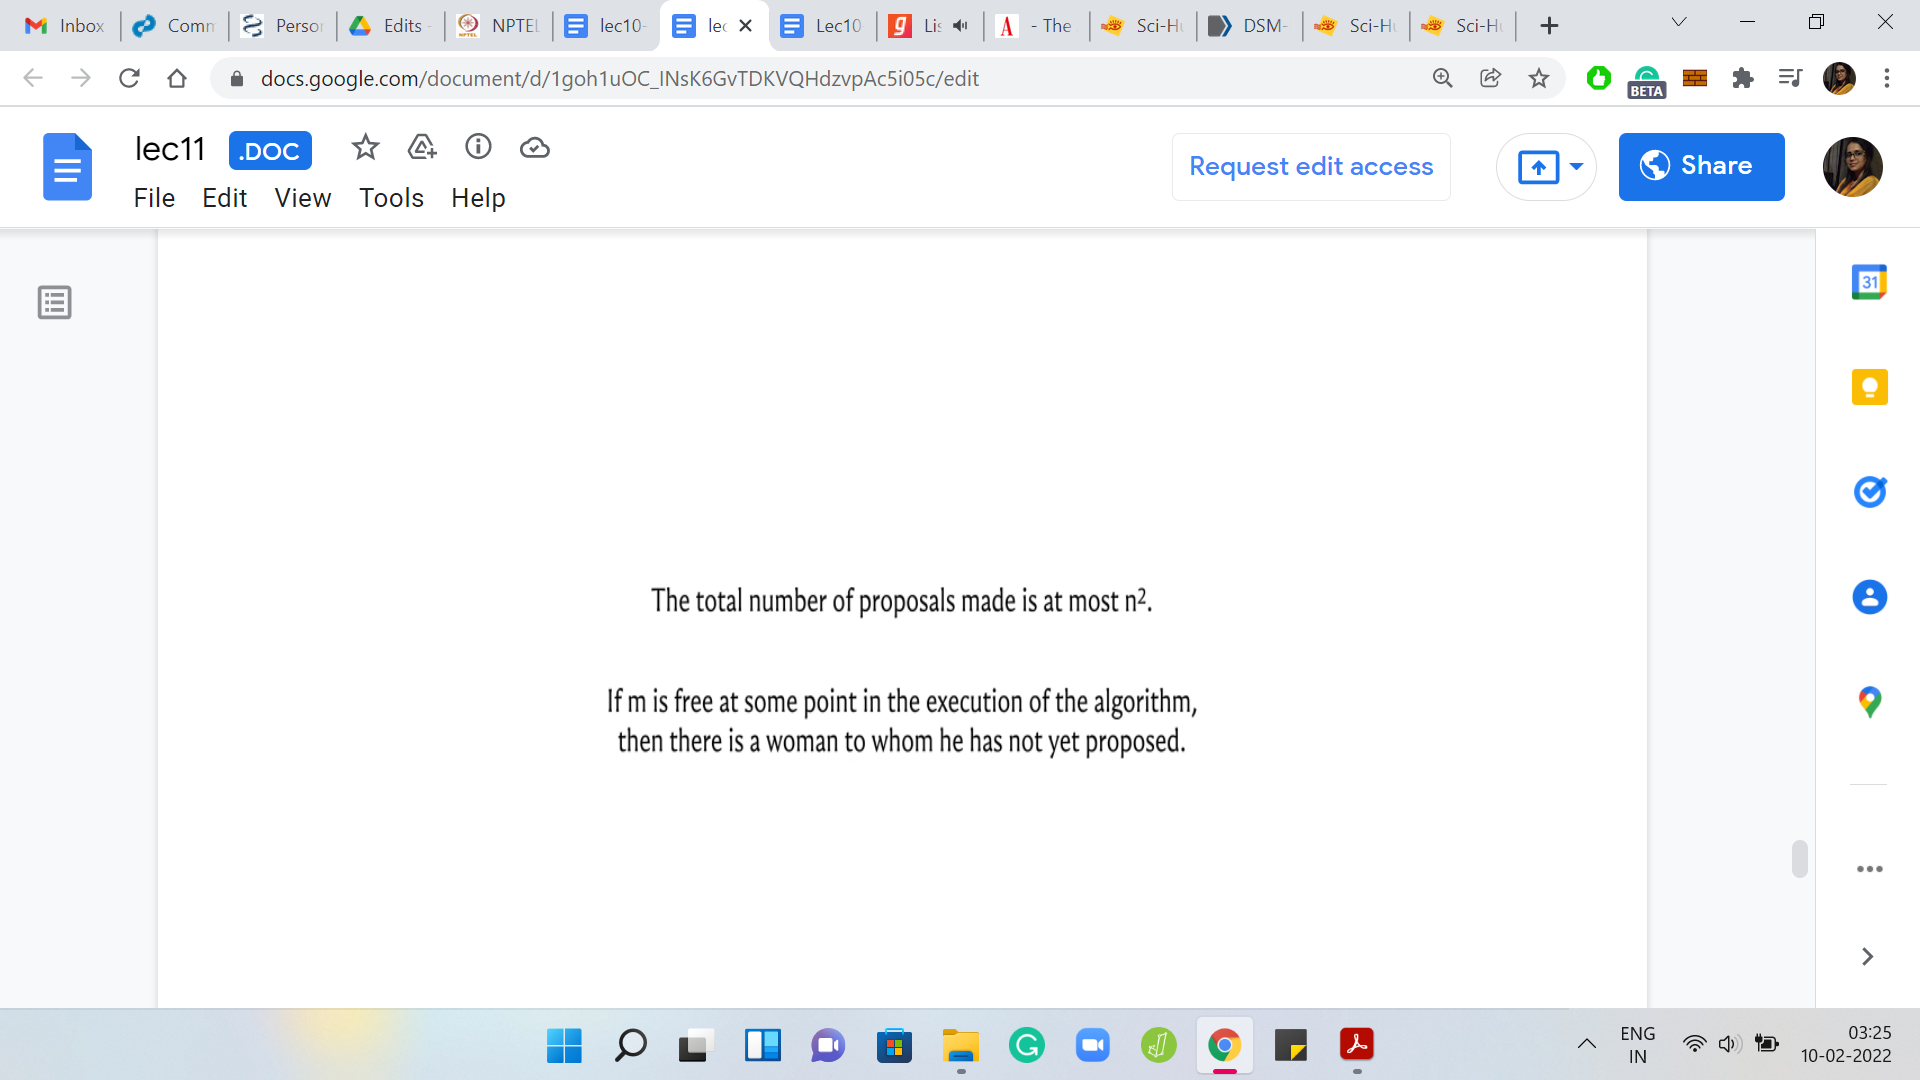 Inbox
Comm
Persor
Edits -
NPTEL
lec10-
lec
Lec10
Lis
- The
Sci-Hu
DSM-
Sci-Hu
Sci-Hu
docs.google.com/document/d/1goh1uOC_INsK6GvTDKVQHdzvpAc5i05c/edit
BETA
lec11 .DOC
Request edit access
Share
File Edit View Tools Help
31
The total number of proposals made is at most n².
If m is free at some point in the execution of the algorithm,
then there is a woman to whom he has not yet proposed.
ENG
IN
03:25
10-02-2022